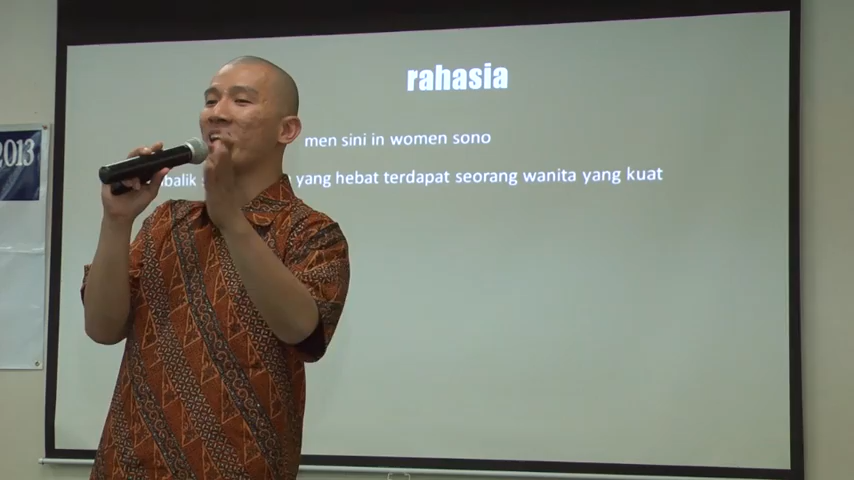 rahasia
2013
men sini in women sono
balik yang hebat terdapat seorang wanita yang kuat